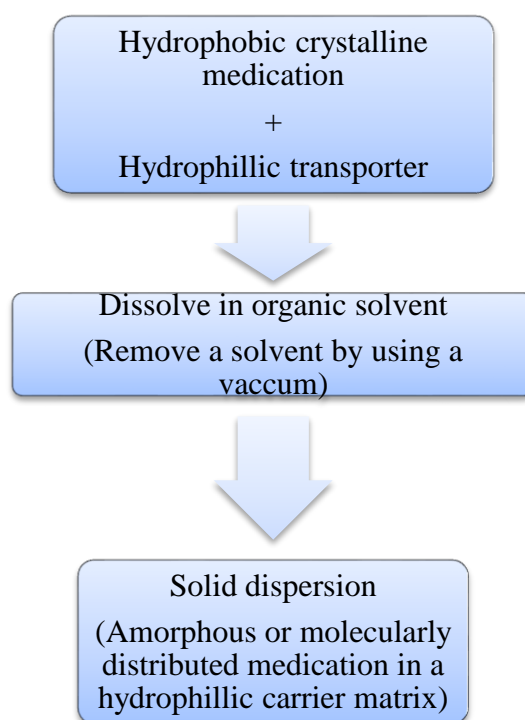 Hydrophobic crystalline
medication
+
Hydrophillic transporter
Dissolve in organic solvent
(Remove a solvent by using a
vaccum)
Solid dispersion
(Amorphous or molecularly
distributed medication in a
hydrophillic carrier matrix)